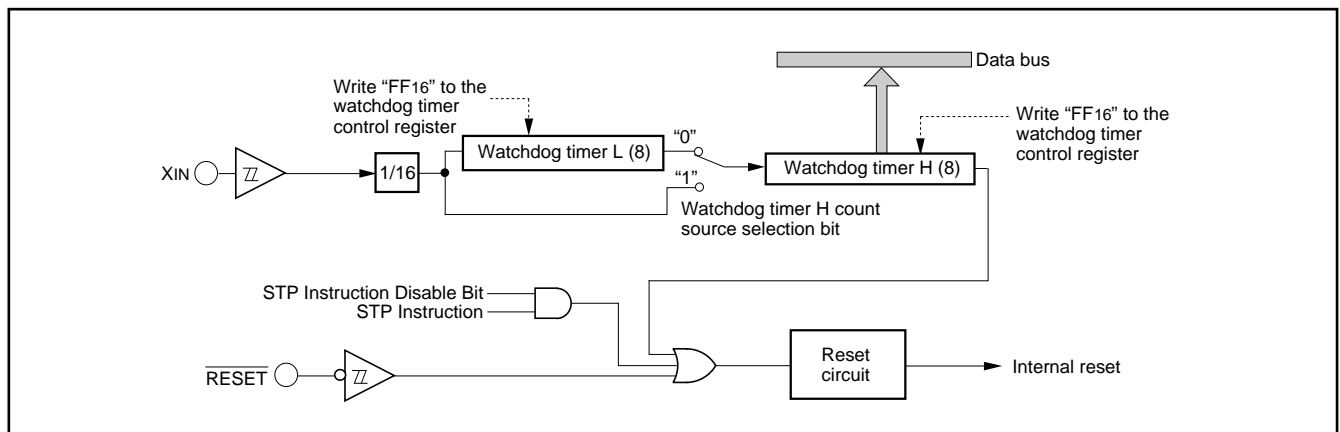 Data bus
Write “FF16” to the
watchdog timer
control register
Write “FF16” to the
watchdog timer
control register
“0”
Watchdog timer L (8)
Watchdog timer H (8)
XIN
1/16
“1”
Watchdog timer H count
source selection bit
STP Instruction Disable Bit
STP Instruction
RESET
Reset
circuit
Internal reset